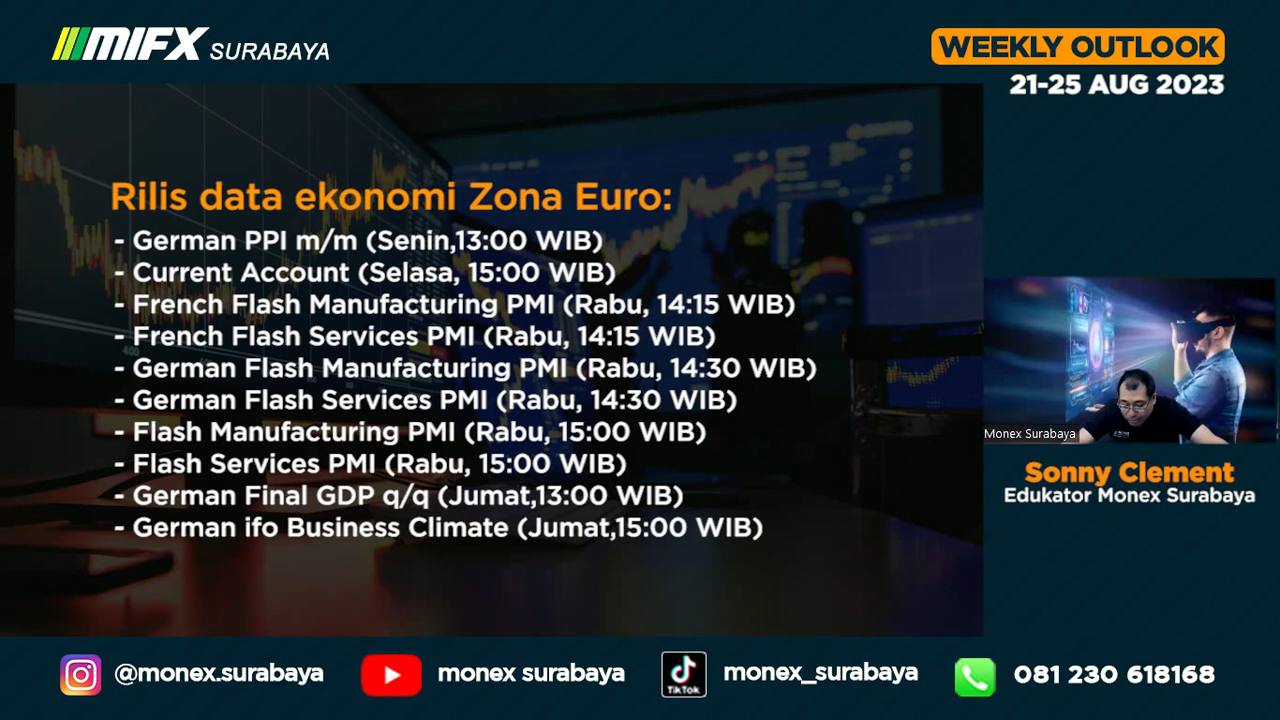 MIFX SURABAYA
WEEKLY OUTLOOK
21-25 AUG 2023
Rilis data ekonomi Zona Euro:
- German PPI m/m (Senin,13:00 WIB)
- Current Account (Selasa, 15:00 WIB)
- French Flash Manufacturing PMI (Rabu, 14:15 WIB)
- French Flash Services PMI (Rabu, 14:15 WIB)
- German Flash Manufacturing PMI (Rabu, 14:30 WIB)
- German Flash Services PMI (Rabu, 14:30 WIB)
- Flash Manufacturing PMI (Rabu, 15:00 WIB)
- Flash Services PMI (Rabu, 15:00 WIB)
- German Final GDP q/q (Jumat,13:00 WIB)
- German ifo Business Climate (Jumat,15:00 WIB)
Monex Surabaya
Sonny Clement
Edukator Monex Surabaya
@monex.surabaya
monex surabaya
TikTok
monex_surabaya
081 230 618168